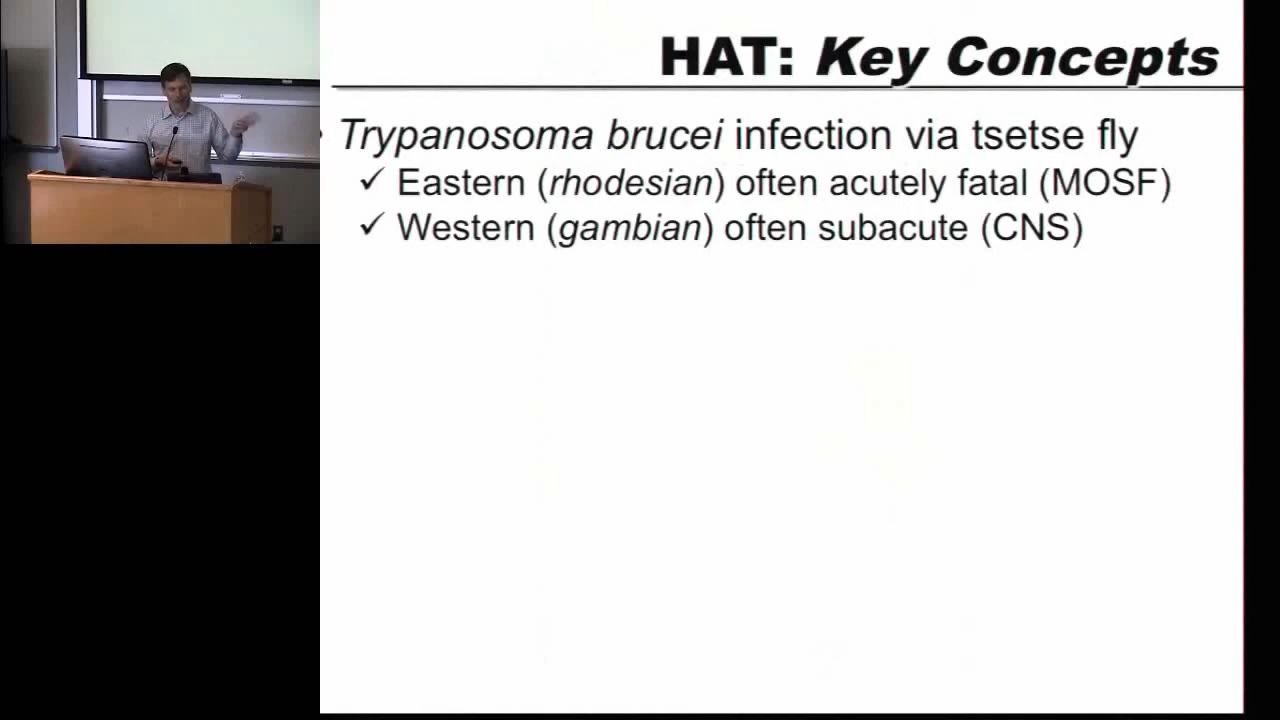 HAT: Key Concepts
• Trypanosoma brucei infection via tsetse fly
✓ Eastern (rhodesian) often acutely fatal (MOSF)
✓ Western (gambian) often subacute (CNS)